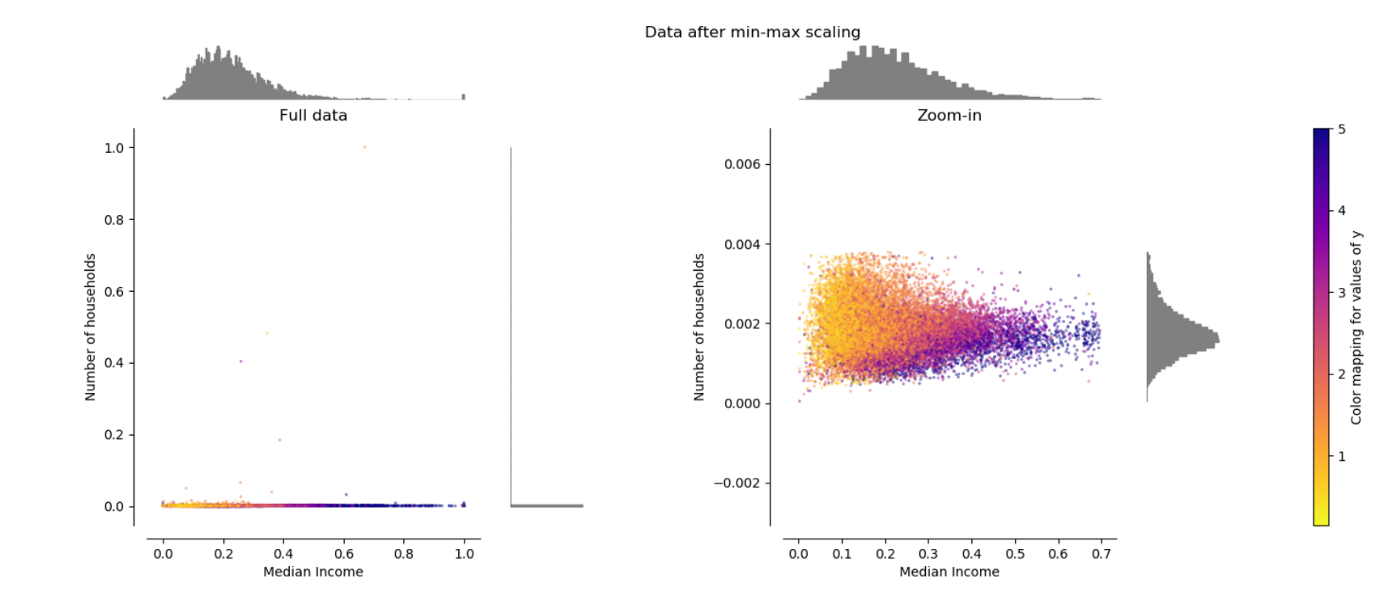 Data after min-max scaling
Full data
Number of households
1.0
0.8
0.6
0.4
0.2
0.0
0.0 0.2 0.4 0.6 0.8 1.0
Median Income
Zoom-in
Number of households
0.006
0.004
0.002
0.000
−0.002
0.0 0.1 0.2 0.3 0.4 0.5 0.6 0.7
Median Income
5
4
3
2
1
Color mapping for values of y